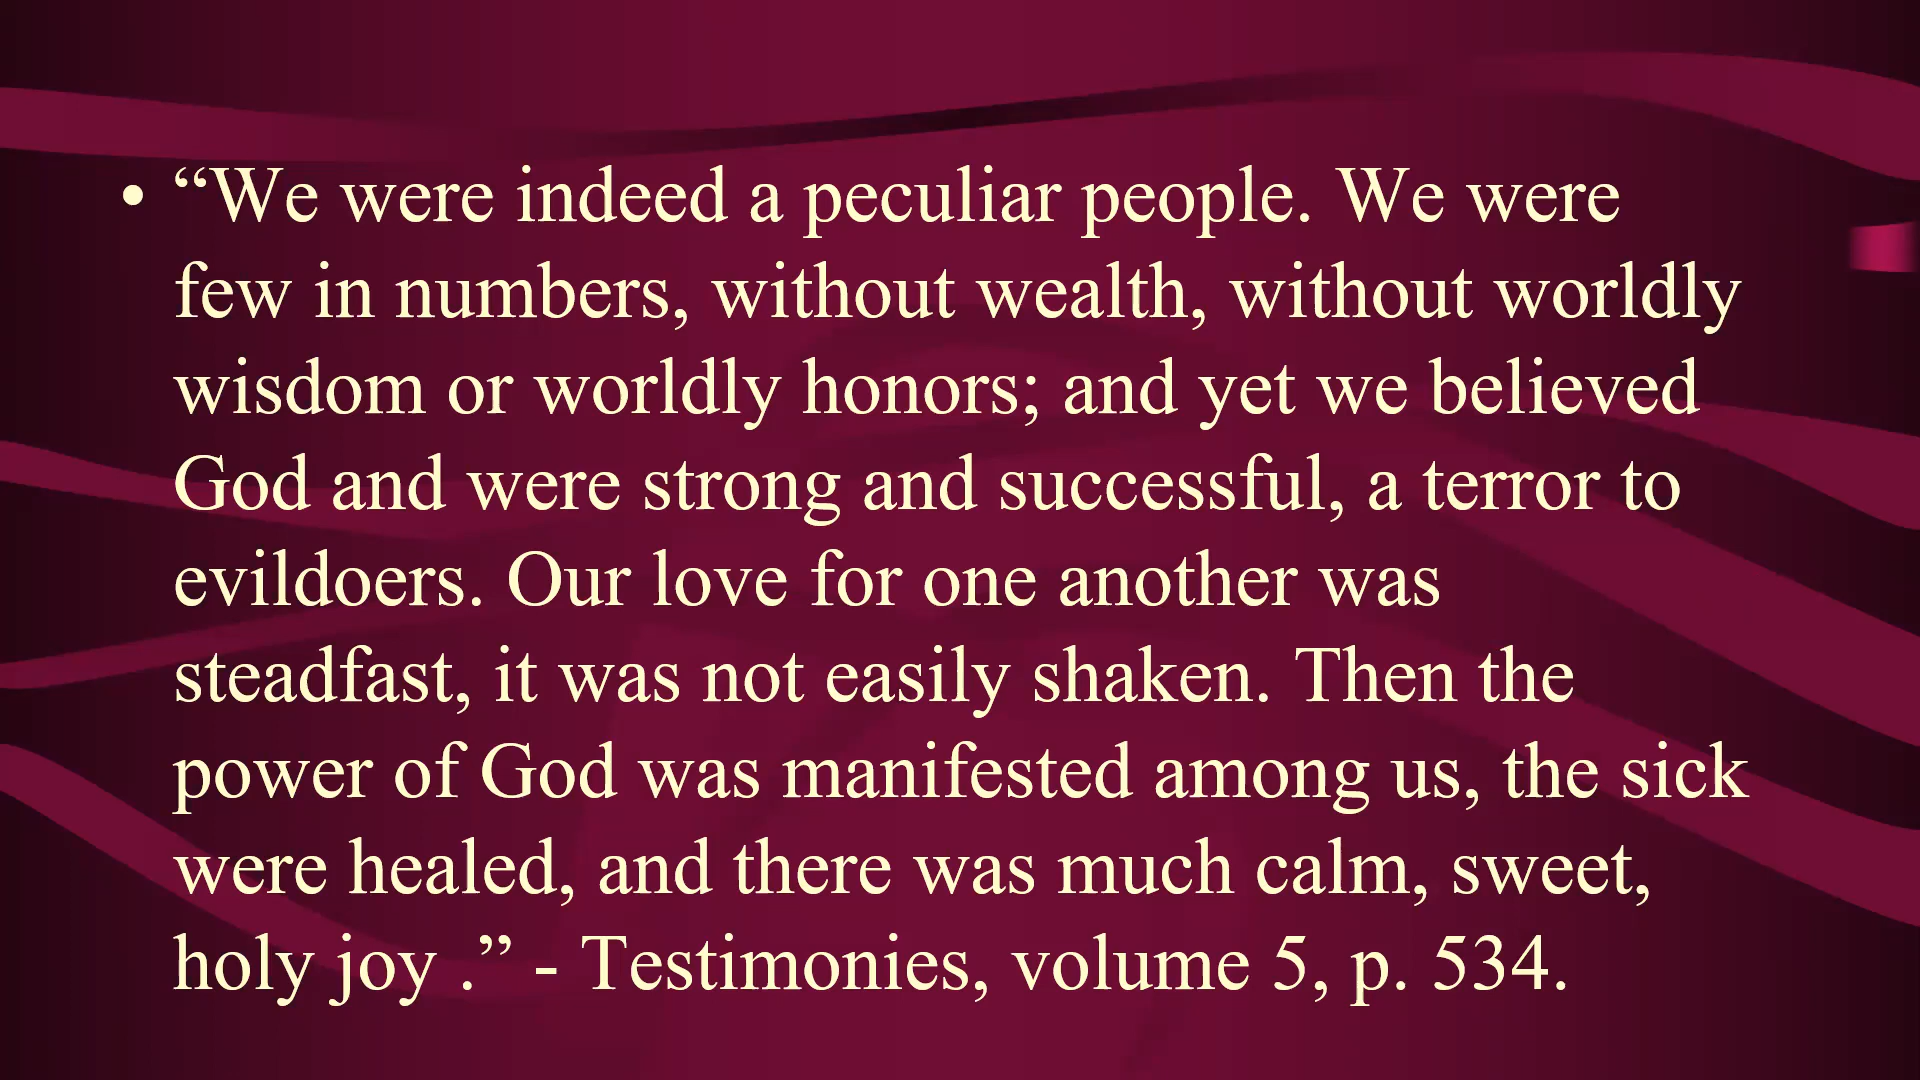 • “We were indeed a peculiar people. We were
few in numbers, without wealth, without worldly
wisdom or worldly honors; and yet we believed
God and were strong and successful, a terror to
evildoers. Our love for one another was
steadfast, it was not easily shaken. Then the
power of God was manifested among us, the sick
were healed, and there was much calm, sweet,
holy joy .” - Testimonies, volume 5, p. 534.